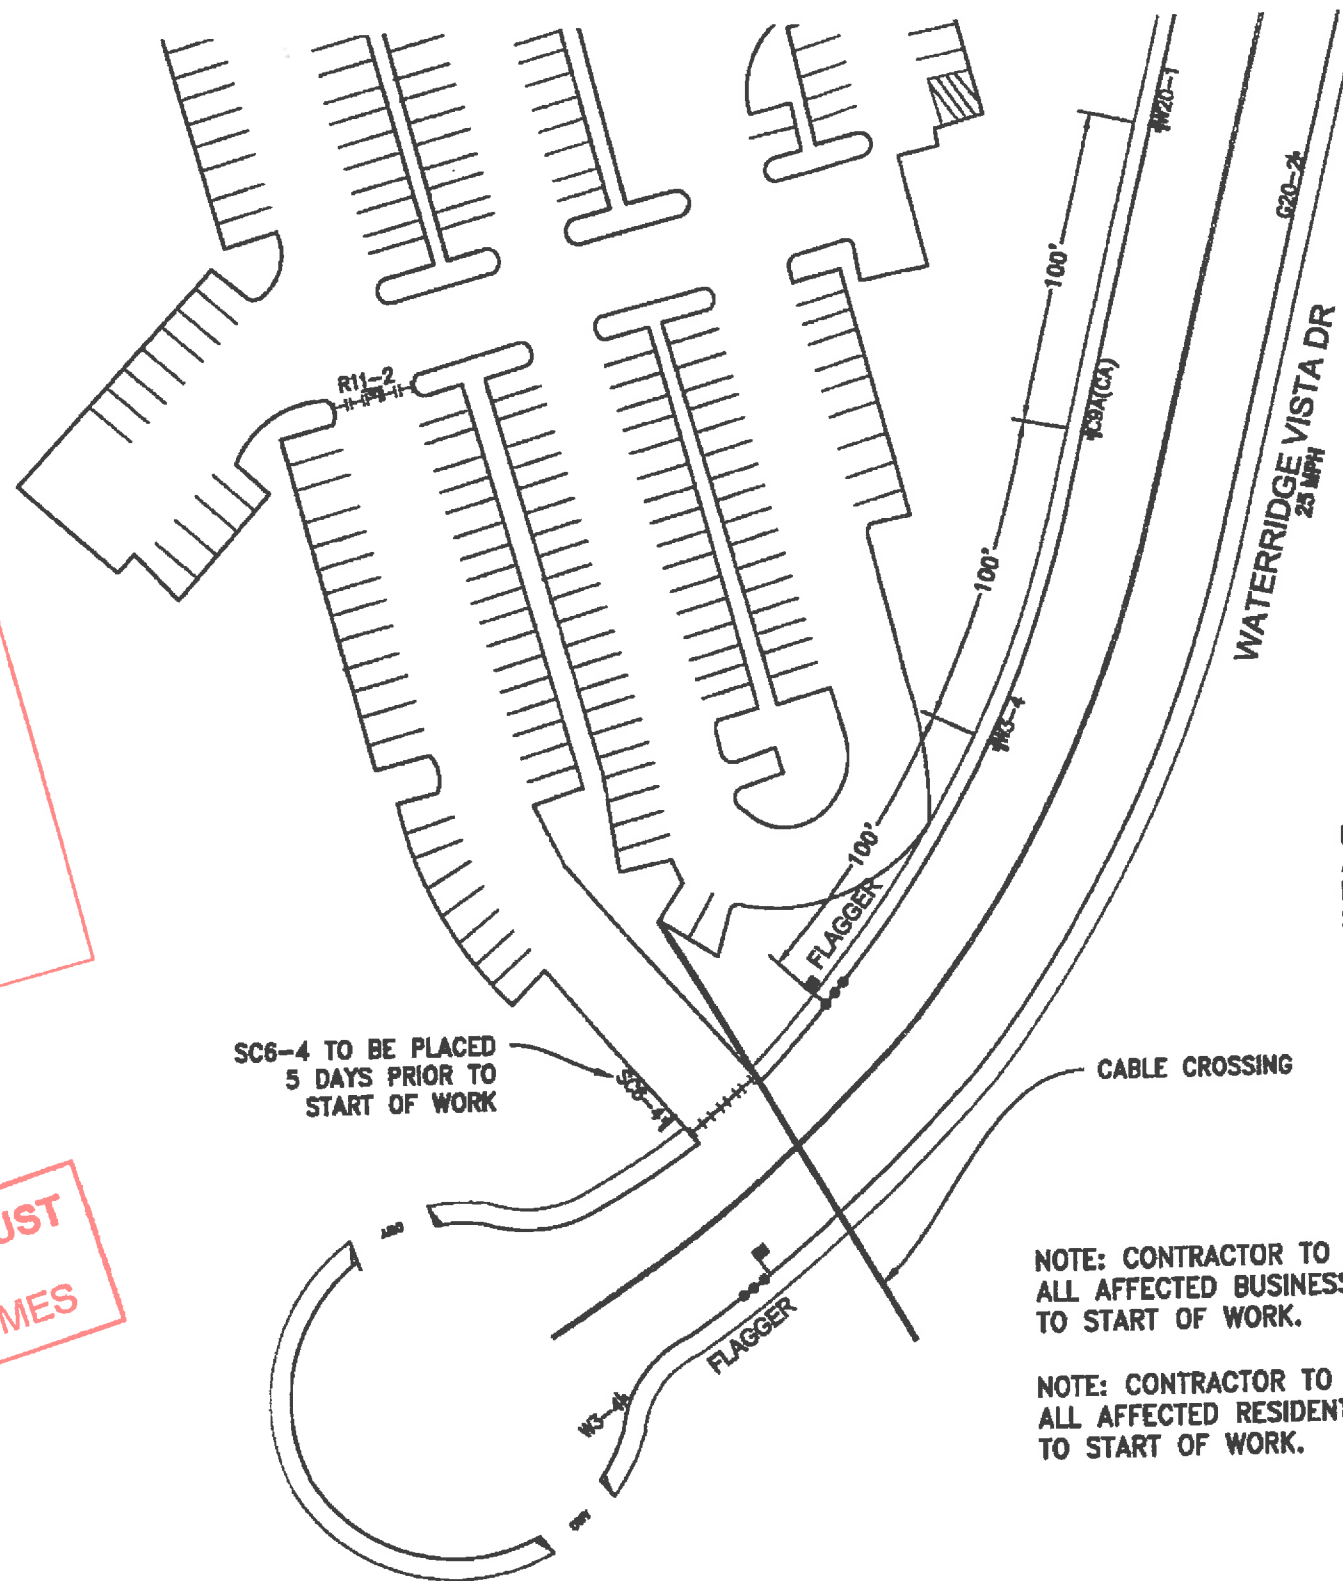 W20-1
G20-2
100'
WATERRIDGE VISTA DR
25 MPH
R11-2
C9A(CA)
100'
W3-4
100'
FLAGGER
SC6-4 TO BE PLACED
5 DAYS PRIOR TO
START OF WORK
SC6-4
CABLE CROSSING
UST
MES
FLAGGER
W3-4
NOTE: CONTRACTOR TO
ALL AFFECTED BUSINESS
TO START OF WORK.
NOTE: CONTRACTOR TO
ALL AFFECTED RESIDENT
TO START OF WORK.